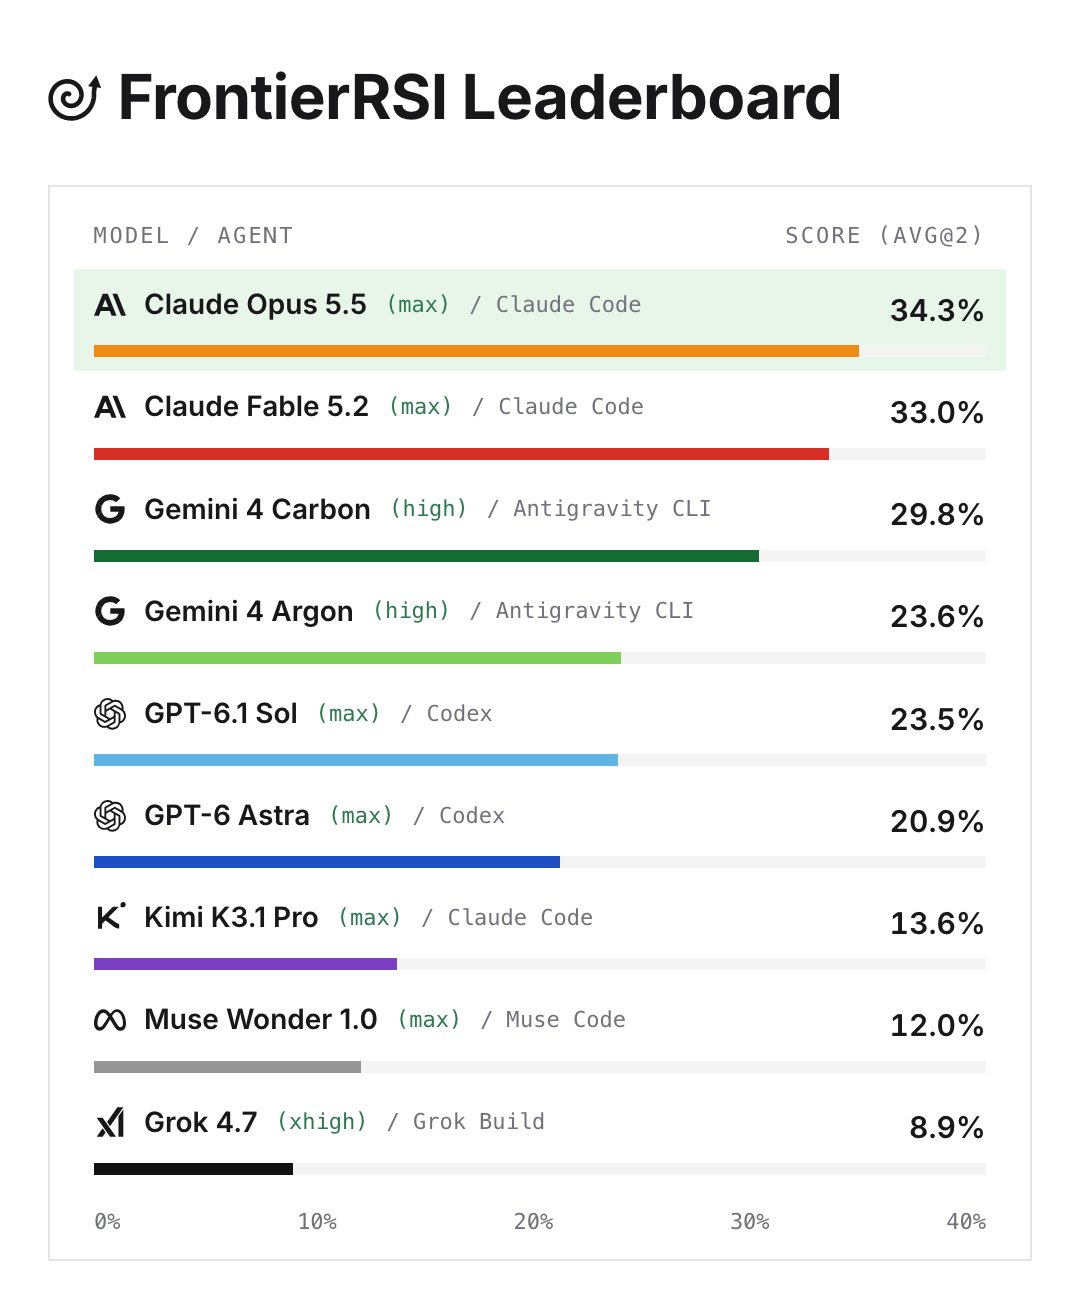 FrontierRSI Leaderboard
MODEL / AGENT SCORE (AVG@2)
Claude Opus 5.5 (max) / Claude Code 34.3%
Claude Fable 5.2 (max) / Claude Code 33.0%
Gemini 4 Carbon (high) / Antigravity CLI 29.8%
Gemini 4 Argon (high) / Antigravity CLI 23.6%
GPT-6.1 Sol (max) / Codex 23.5%
GPT-6 Astra (max) / Codex 20.9%
Kimi K3.1 Pro (max) / Claude Code 13.6%
Muse Wonder 1.0 (max) / Muse Code 12.0%
Grok 4.7 (xhigh) / Grok Build 8.9%
0% 10% 20% 30% 40%